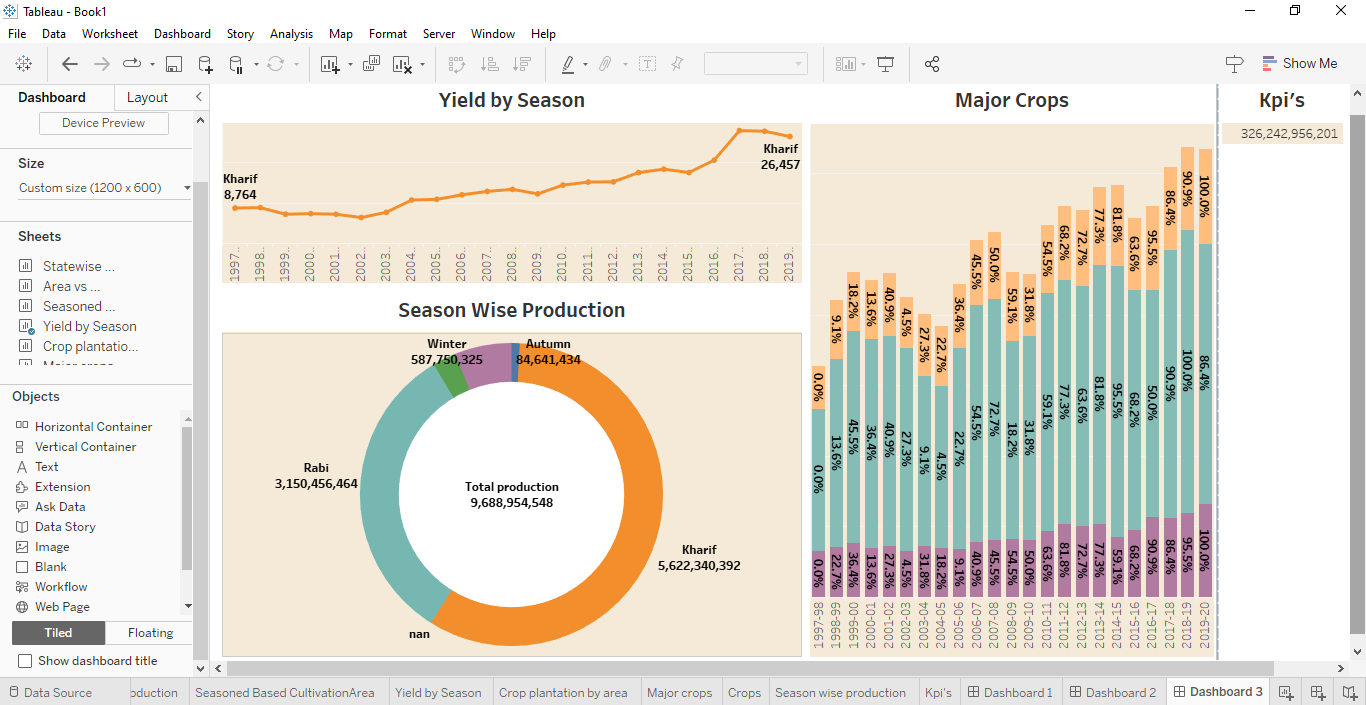 Tableau - Book1
File Data Worksheet Dashboard Story Analysis Map Format Server Window Help
Show Me
Dashboard Layout
Device Preview
Size
Custom size (1200 x 600)
Sheets
Statewise ...
Area vs ...
Seasoned ...
Yield by Season
Crop plantatio...
Major crops
Objects
Horizontal Container
Vertical Container
Text
Extension
Ask Data
Data Story
Image
Blank
Workflow
Web Page
Tiled Floating
Show dashboard title
Yield by Season
Kharif
8,764
Kharif
26,457
1997.. 1998.. 1999.. 2000.. 2001.. 2002.. 2003.. 2004.. 2005.. 2006.. 2007.. 2008.. 2009.. 2010.. 2011.. 2012.. 2013.. 2014.. 2015.. 2016.. 2017.. 2018.. 2019..
Season Wise Production
Winter
587,750,325
Autumn
84,641,434
Rabi
3,150,456,464
Total production
9,688,954,548
Kharif
5,622,340,392
nan
Major Crops
0.0% 9.1% 18.2% 13.6% 40.9% 4.5% 27.3% 22.7% 36.4% 45.5% 50.0% 59.1% 31.8% 54.5% 68.2% 72.7% 77.3% 81.8% 63.6% 95.5% 86.4% 90.9% 100.0%
0.0% 13.6% 45.5% 36.4% 40.9% 27.3% 9.1% 4.5% 22.7% 54.5% 72.7% 18.2% 31.8% 59.1% 77.3% 63.6% 81.8% 95.5% 68.2% 50.0% 90.9% 100.0% 86.4%
0.0% 22.7% 36.4% 13.6% 27.3% 4.5% 31.8% 18.2% 9.1% 40.9% 45.5% 54.5% 50.0% 63.6% 81.8% 72.7% 77.3% 59.1% 68.2% 90.9% 86.4% 95.5% 100.0%
1997-98 1998-99 1999-00 2000-01 2001-02 2002-03 2003-04 2004-05 2005-06 2006-07 2007-08 2008-09 2009-10 2010-11 2011-12 2012-13 2013-14 2014-15 2015-16 2016-17 2017-18 2018-19 2019-20
Kpi's
326,242,956,201
Data Source oduction Seasoned Based CultivationArea Yield by Season Crop plantation by area Major crops Crops Season wise production Kpi's Dashboard 1 Dashboard 2 Dashboard 3